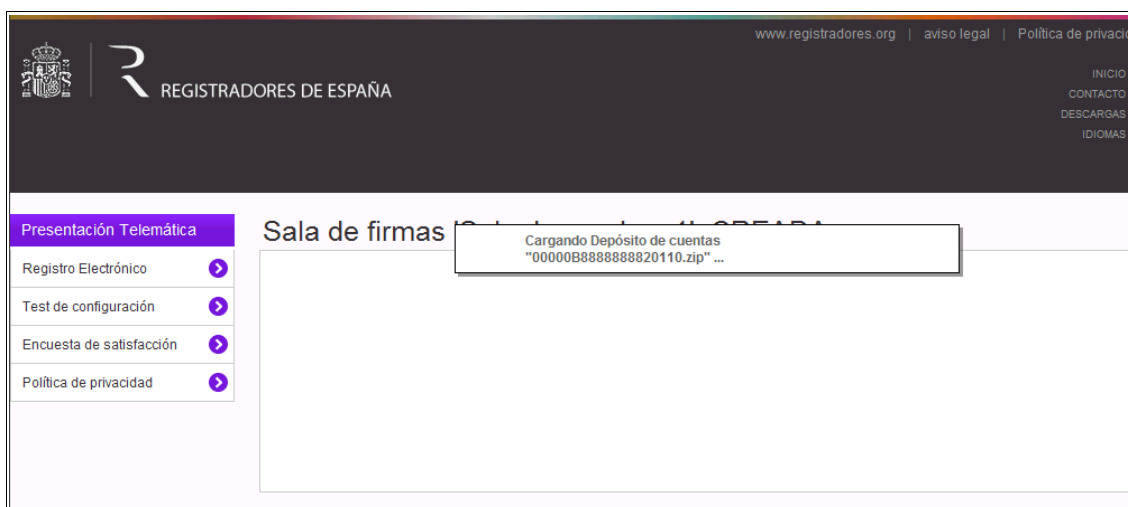 www.registradores.org | aviso legal | Política de privacid
INICIO
CONTACTO
DESCARGAS
IDIOMAS
REGISTRADORES DE ESPAÑA
Presentación Telemática
Registro Electrónico
Test de configuración
Encuesta de satisfacción
Política de privacidad
Sala de firmas
Cargando Depósito de cuentas
"00000B8888888820110.zip" ...